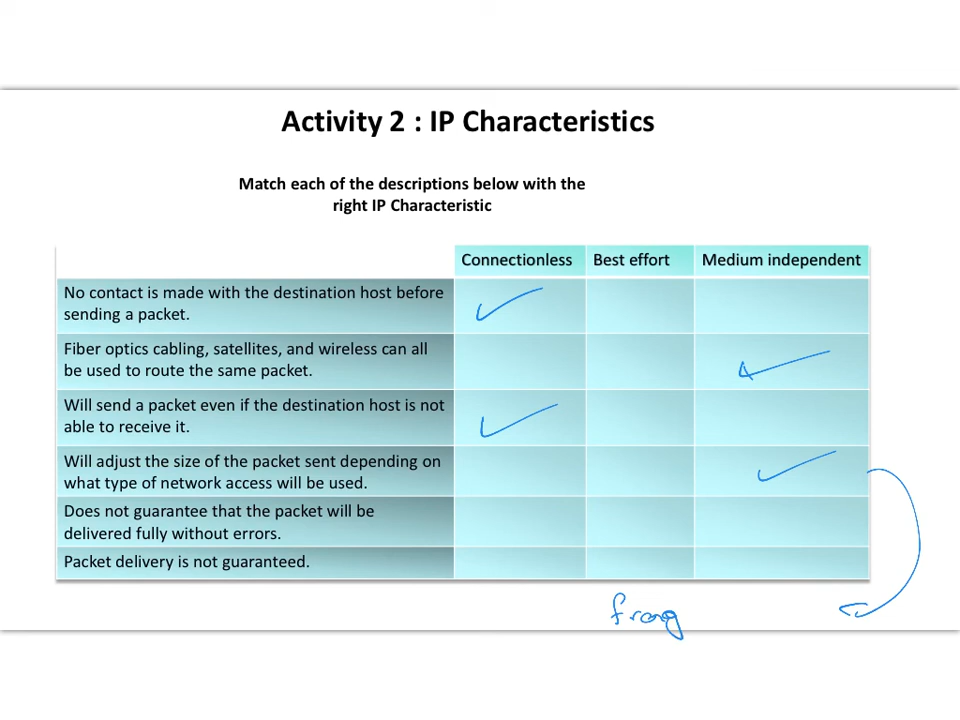 Activity 2 : IP Characteristics
Match each of the descriptions below with the
right IP Characteristic
Connectionless Best effort Medium independent
No contact is made with the destination host before
sending a packet.
Fiber optics cabling, satellites, and wireless can all
be used to route the same packet.
Will send a packet even if the destination host is not
able to receive it.
Will adjust the size of the packet sent depending on
what type of network access will be used.
Does not guarantee that the packet will be
delivered fully without errors.
Packet delivery is not guaranteed.
frag